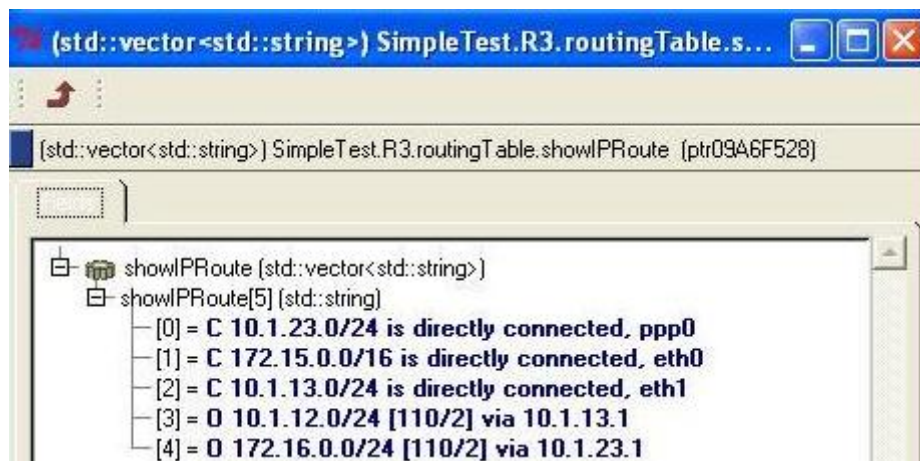 (std::vector<std::string>) SimpleTest.R3.routingTable.s...
(std::vector<std::string>) SimpleTest.R3.routingTable.showIPRoute (ptr09A6F528)
showIPRoute (std::vector<std::string>)
showIPRoute[5] (std::string)
[0] = C 10.1.23.0/24 is directly connected, ppp0
[1] = C 172.15.0.0/16 is directly connected, eth0
[2] = C 10.1.13.0/24 is directly connected, eth1
[3] = O 10.1.12.0/24 [110/2] via 10.1.13.1
[4] = O 172.16.0.0/24 [110/2] via 10.1.23.1